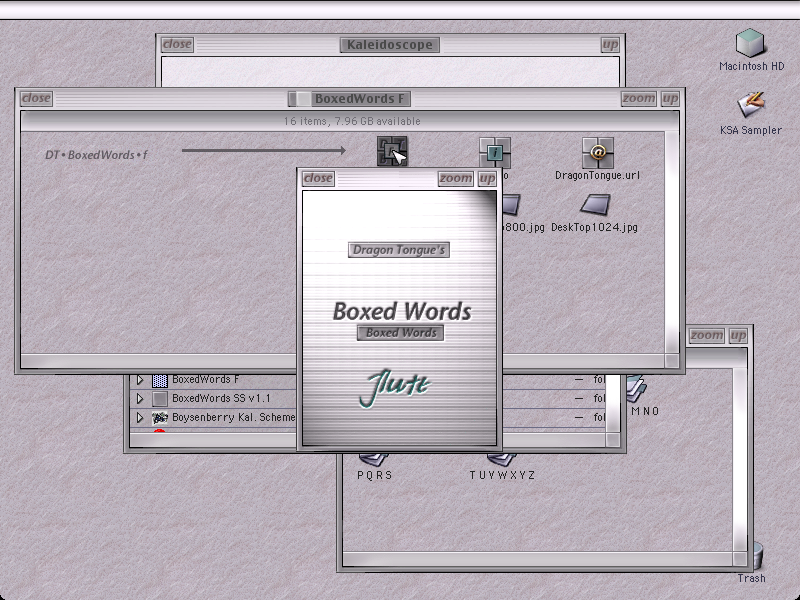 close Kaleidoscope up
Macintosh HD
close BoxedWords F zoom up
16 items, 7.96 GB available
KSA Sampler
DT•BoxedWords•f
DragonTongue.url
close zoom up
800.jpg DeskTop1024.jpg
Dragon Tongue's
Boxed Words
Boxed Words
flute
zoom up
BoxedWords F — fol
BoxedWords SS v1.1 — fol
Boysenberry Kal. Scheme — fol
M N O
P Q R S T U V W X Y Z
Trash